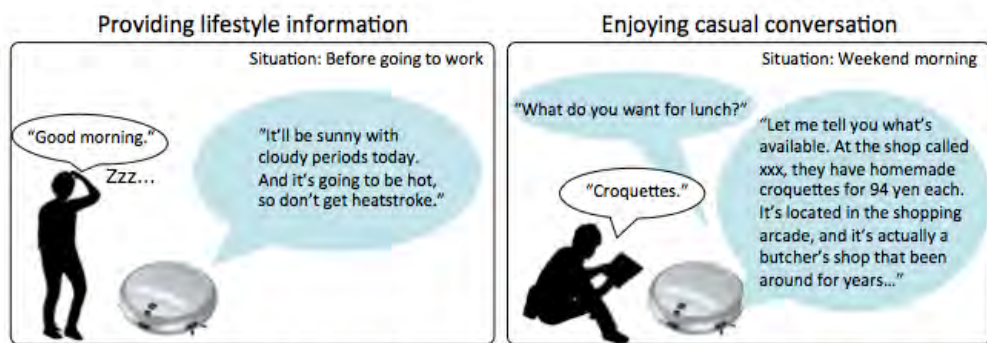 Providing lifestyle information
Situation: Before going to work
"Good morning."
Zzz...
"It'll be sunny with
cloudy periods today.
And it's going to be hot,
so don't get heatstroke."
Enjoying casual conversation
Situation: Weekend morning
"What do you want for lunch?"
"Croquettes."
"Let me tell you what's
available. At the shop called
xxx, they have homemade
croquettes for 94 yen each.
It's located in the shopping
arcade, and it's actually a
butcher's shop that been
around for years..."